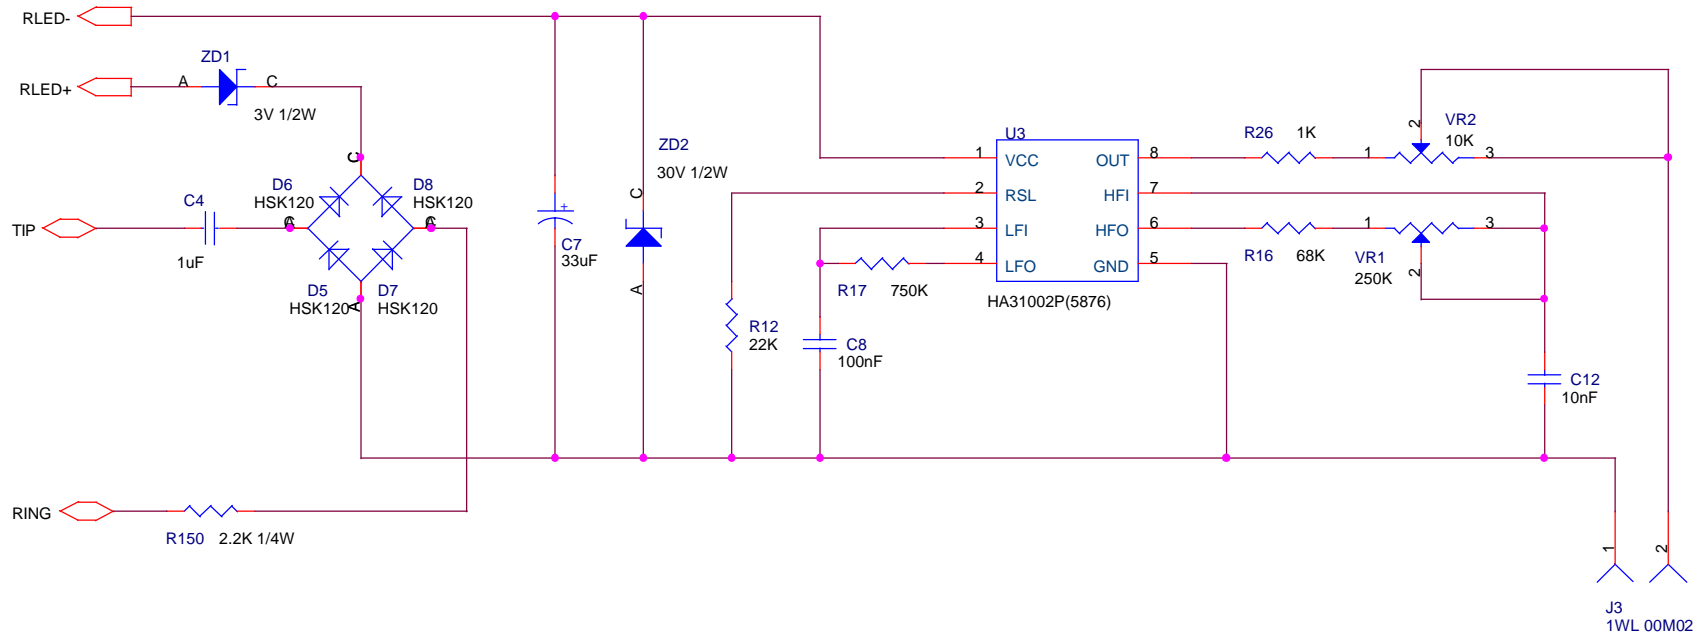 RLED-
RLED+
A
ZD1
C
3V 1/2W
C
D6
HSK120
D8
HSK120
C4
TIP
1uF
C
A
C
A
D5
HSK120
D7
HSK120
A
RING
R150 2.2K 1/4W
C7
33uF
ZD2
30V 1/2W
C
A
R12
22K
R17 750K
C8
100nF
U3
1 VCC OUT 8
2 RSL HFI 7
3 LFI HFO 6
4 LFO GND 5
HA31002P(5876)
R26 1K
1
2
VR2
10K
3
R16 68K
1
VR1
250K
2
3
C12
10nF
1
2
J3
1WL 00M02